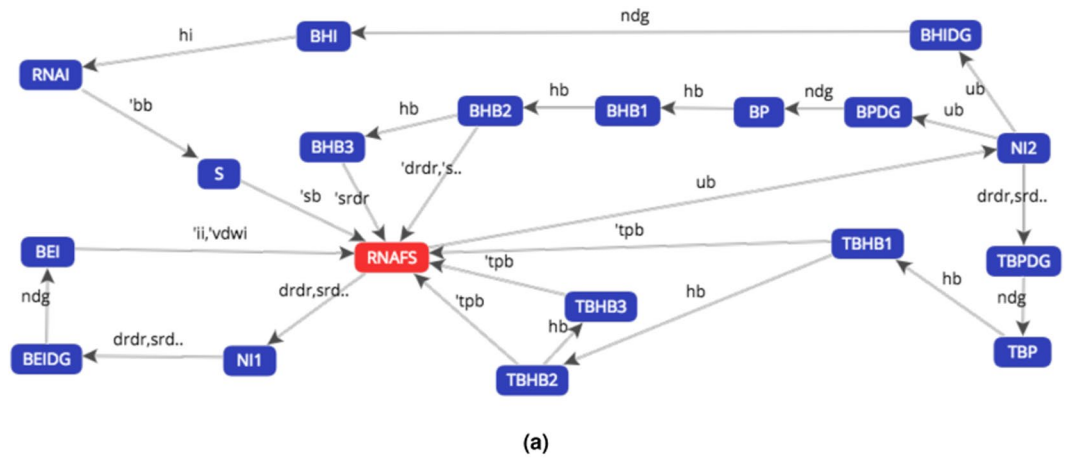 ndg
hi
BHI
BHIDG
RNAI
'bb
hb
BHB2
hb
BHB1
hb
BP
ndg
BPDG
ub
ub
BHB3
NI2
S
'drdr,'s..
'sb
'srdr
ub
drdr,srd..
BEI
'ii,'vdwi
RNAFS
'tpb
TBHB1
TBPDG
ndg
drdr,srd..
'tpb
'tpb
TBHB3
hb
hb
hb
ndg
BEIDG
drdr,srd..
NI1
TBHB2
TBP
(a)